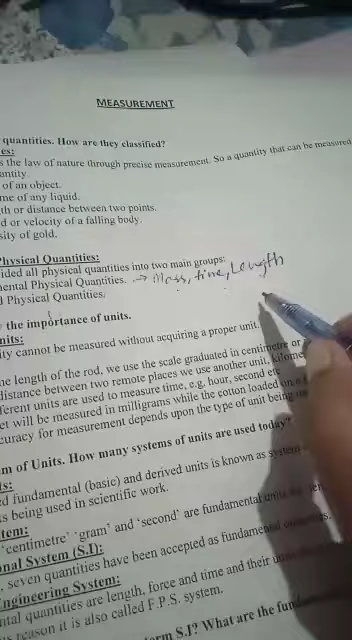 MEASUREMENT
quantities. How are they classified?
es:
s the law of nature through precise measurement. So a quantity that can be measured
antity.
of an object.
me of any liquid.
th or distance between two points.
d or velocity of a falling body.
sity of gold.
Physical Quantities:
ided all physical quantities into two main groups:
mental Physical Quantities. → Mass, time, Length
d Physical Quantities.
the importance of units.
nits:
ity cannot be measured without acquiring a proper unit.
he length of the rod, we use the scale graduated in centimetre or
distance between two remote places we use another unit, kilome
ferent units are used to measure time, e.g. hour, second etc
et will be measured in milligrams while the cotton loaded on a
curacy for measurement depends upon the type of unit being
m of Units. How many systems of units are used today?
ts:
ed fundamental (basic) and derived units is known as system
s being used in scientific work.
tem:
'centimetre' 'gram' and 'second' are fundamental units
onal System (S.I):
, seven quantities have been accepted as fundamental
Engineering System:
ntal quantities are length, force and time and their
s reason it is also called F.P.S. system.
erm S.I? What are the fun